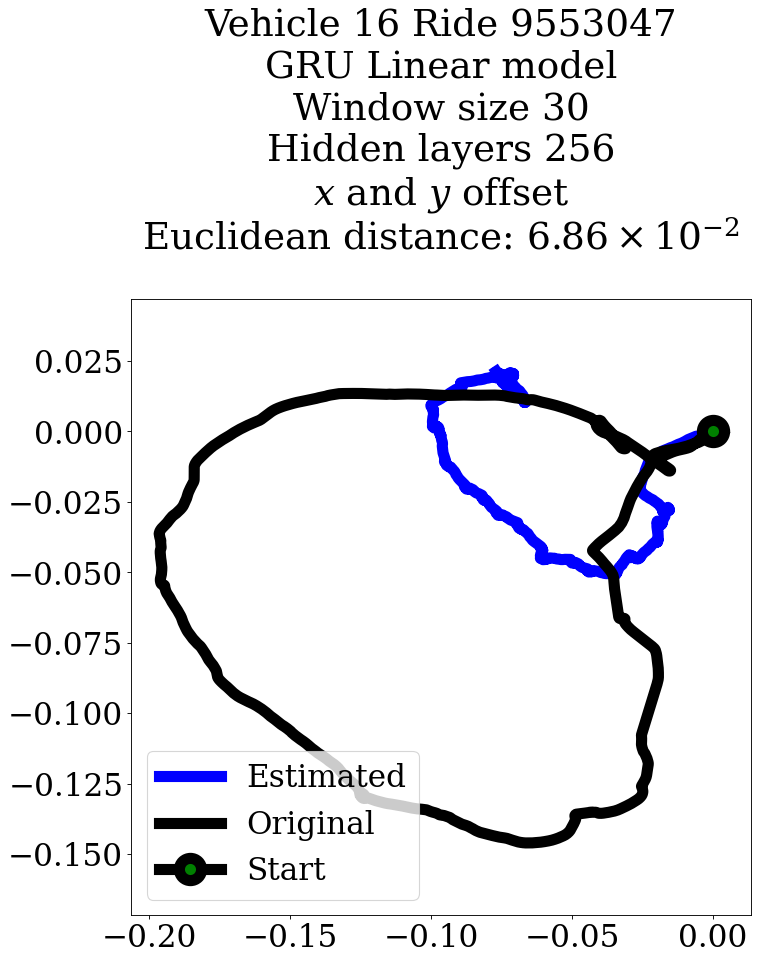 Vehicle 16 Ride 9553047
GRU Linear model
Window size 30
Hidden layers 256
x and y offset
Euclidean distance: 6.86 × 10⁻²
0.025
0.000
−0.025
−0.050
−0.075
−0.100
−0.125
−0.150
Estimated
Original
Start
−0.20 −0.15 −0.10 −0.05 0.00